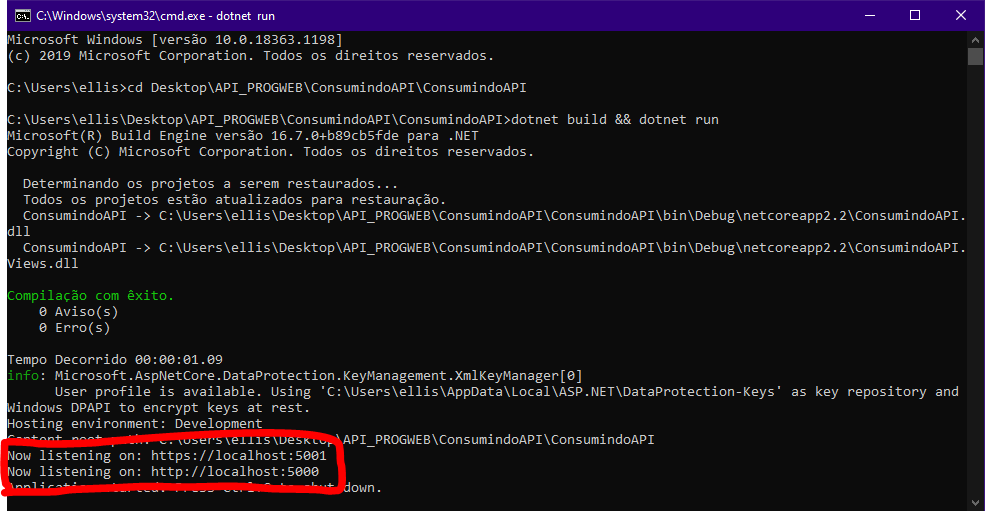 C:\Windows\system32\cmd.exe - dotnet run
Microsoft Windows [versão 10.0.18363.1198]
(c) 2019 Microsoft Corporation. Todos os direitos reservados.
C:\Users\ellis>cd Desktop\API_PROGWEB\ConsumindoAPI\ConsumindoAPI
C:\Users\ellis\Desktop\API_PROGWEB\ConsumindoAPI\ConsumindoAPI>dotnet build && dotnet run
Microsoft(R) Build Engine versão 16.7.0+b89cb5fde para .NET
Copyright (C) Microsoft Corporation. Todos os direitos reservados.
Determinando os projetos a serem restaurados...
Todos os projetos estão atualizados para restauração.
ConsumindoAPI -> C:\Users\ellis\Desktop\API_PROGWEB\ConsumindoAPI\ConsumindoAPI\bin\Debug\netcoreapp2.2\ConsumindoAPI.
dll
ConsumindoAPI -> C:\Users\ellis\Desktop\API_PROGWEB\ConsumindoAPI\ConsumindoAPI\bin\Debug\netcoreapp2.2\ConsumindoAPI.
Views.dll
Compilação com êxito.
0 Aviso(s)
0 Erro(s)
Tempo Decorrido 00:00:01.09
info: Microsoft.AspNetCore.DataProtection.KeyManagement.XmlKeyManager[0]
User profile is available. Using 'C:\Users\ellis\AppData\Local\ASP.NET\DataProtection-Keys' as key repository and
Windows DPAPI to encrypt keys at rest.
Hosting environment: Development
Content root path: C:\Users\ellis\Desktop\API_PROGWEB\ConsumindoAPI\ConsumindoAPI
Now listening on: https://localhost:5001
Now listening on: http://localhost:5000
Application started. Press Ctrl+C to shut down.